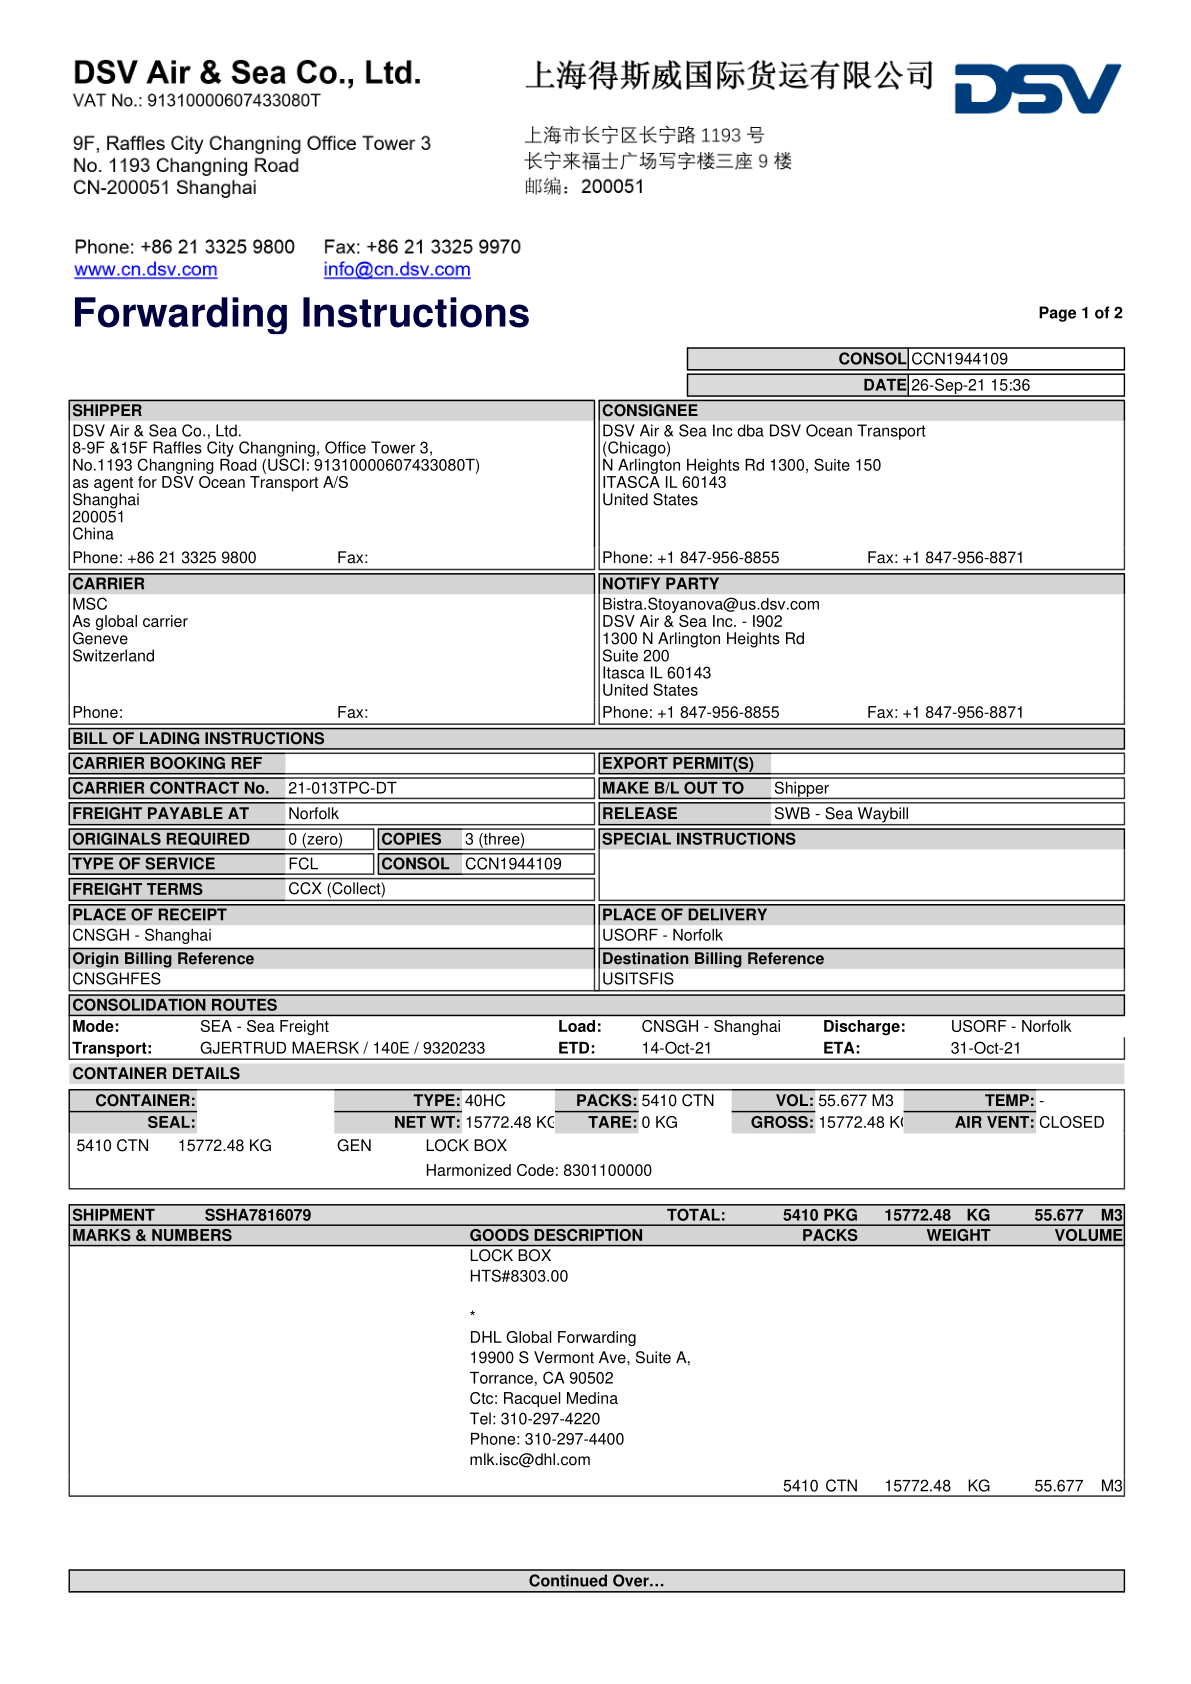 DSV Air & Sea Co., Ltd.
VAT No.: 91310000607433080T
9F, Raffles City Changning Office Tower 3
No. 1193 Changning Road
CN-200051 Shanghai
上海得斯威国际货运有限公司
DSV
上海市长宁区长宁路 1193 号
长宁来福士广场写字楼三座 9 楼
邮编：200051
Phone: +86 21 3325 9800 Fax: +86 21 3325 9970
www.cn.dsv.com info@cn.dsv.com
Forwarding Instructions
Page 1 of 2
CONSOL CCN1944109
DATE 26-Sep-21 15:36
SHIPPER
DSV Air & Sea Co., Ltd.
8-9F &15F Raffles City Changning, Office Tower 3,
No.1193 Changning Road (USCI: 91310000607433080T)
as agent for DSV Ocean Transport A/S
Shanghai
200051
China
Phone: +86 21 3325 9800 Fax:
CONSIGNEE
DSV Air & Sea Inc dba DSV Ocean Transport
(Chicago)
N Arlington Heights Rd 1300, Suite 150
ITASCA IL 60143
United States
Phone: +1 847-956-8855 Fax: +1 847-956-8871
CARRIER
MSC
As global carrier
Geneve
Switzerland
Phone: Fax:
NOTIFY PARTY
Bistra.Stoyanova@us.dsv.com
DSV Air & Sea Inc. - I902
1300 N Arlington Heights Rd
Suite 200
Itasca IL 60143
United States
Phone: +1 847-956-8855 Fax: +1 847-956-8871
BILL OF LADING INSTRUCTIONS
CARRIER BOOKING REF EXPORT PERMIT(S)
CARRIER CONTRACT No. 21-013TPC-DT MAKE B/L OUT TO Shipper
FREIGHT PAYABLE AT Norfolk RELEASE SWB - Sea Waybill
ORIGINALS REQUIRED 0 (zero) COPIES 3 (three) SPECIAL INSTRUCTIONS
TYPE OF SERVICE FCL CONSOL CCN1944109
FREIGHT TERMS CCX (Collect)
PLACE OF RECEIPT PLACE OF DELIVERY
CNSGH - Shanghai USORF - Norfolk
Origin Billing Reference Destination Billing Reference
CNSGHFES USITSFIS
CONSOLIDATION ROUTES
Mode: SEA - Sea Freight Load: CNSGH - Shanghai Discharge: USORF - Norfolk
Transport: GJERTRUD MAERSK / 140E / 9320233 ETD: 14-Oct-21 ETA: 31-Oct-21
CONTAINER DETAILS
CONTAINER: TYPE: 40HC PACKS: 5410 CTN VOL: 55.677 M3 TEMP: -
SEAL: NET WT: 15772.48 KG TARE: 0 KG GROSS: 15772.48 KG AIR VENT: CLOSED
5410 CTN 15772.48 KG GEN LOCK BOX
Harmonized Code: 8301100000
SHIPMENT SSHA7816079 TOTAL: 5410 PKG 15772.48 KG 55.677 M3
MARKS & NUMBERS GOODS DESCRIPTION PACKS WEIGHT VOLUME
LOCK BOX
HTS#8303.00
*
DHL Global Forwarding
19900 S Vermont Ave, Suite A,
Torrance, CA 90502
Ctc: Racquel Medina
Tel: 310-297-4220
Phone: 310-297-4400
mlk.isc@dhl.com
5410 CTN 15772.48 KG 55.677 M3
Continued Over...